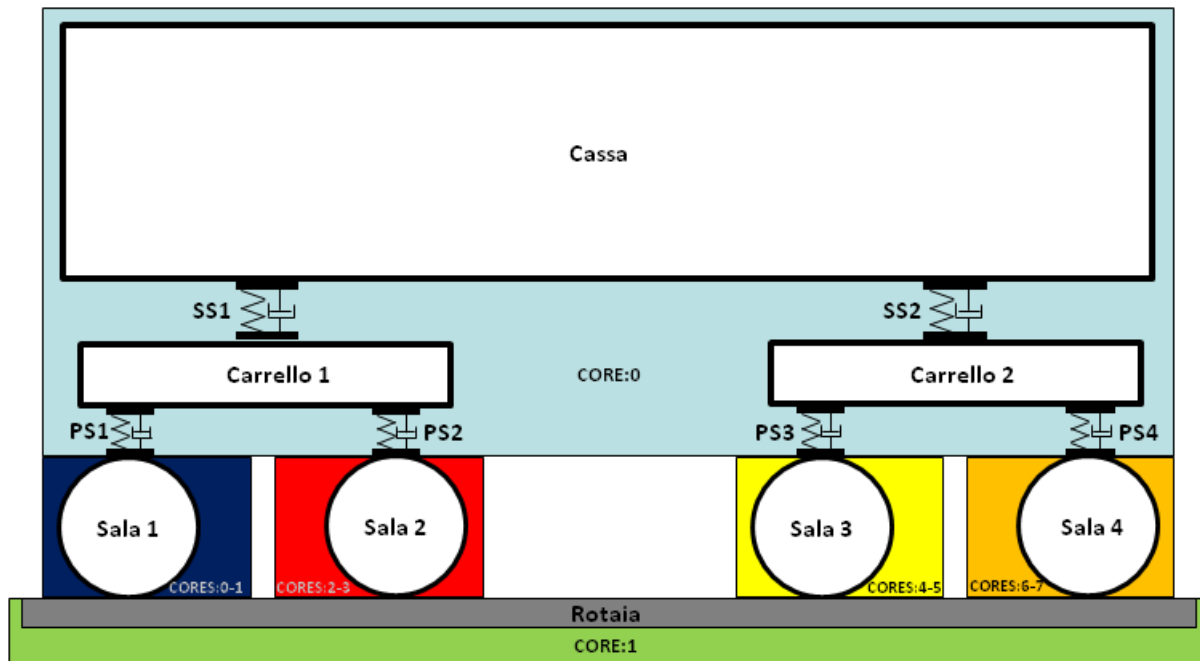 Cassa
SS1
SS2
Carrello 1
CORE:0
Carrello 2
PS1
PS2
PS3
PS4
Sala 1
Sala 2
Sala 3
Sala 4
CORES:0-1
CORES:2-3
CORES:4-5
CORES:6-7
Rotaia
CORE:1